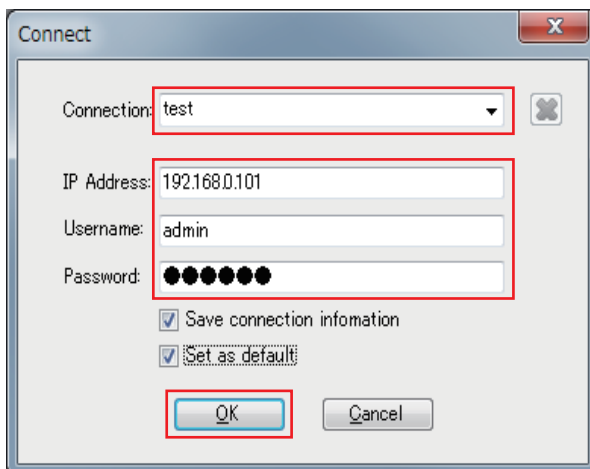 Connect
Connection: test
IP Address: 192.168.0.101
Username: admin
Password: ●●●●●●
Save connection infomation
Set as default
OK Cancel